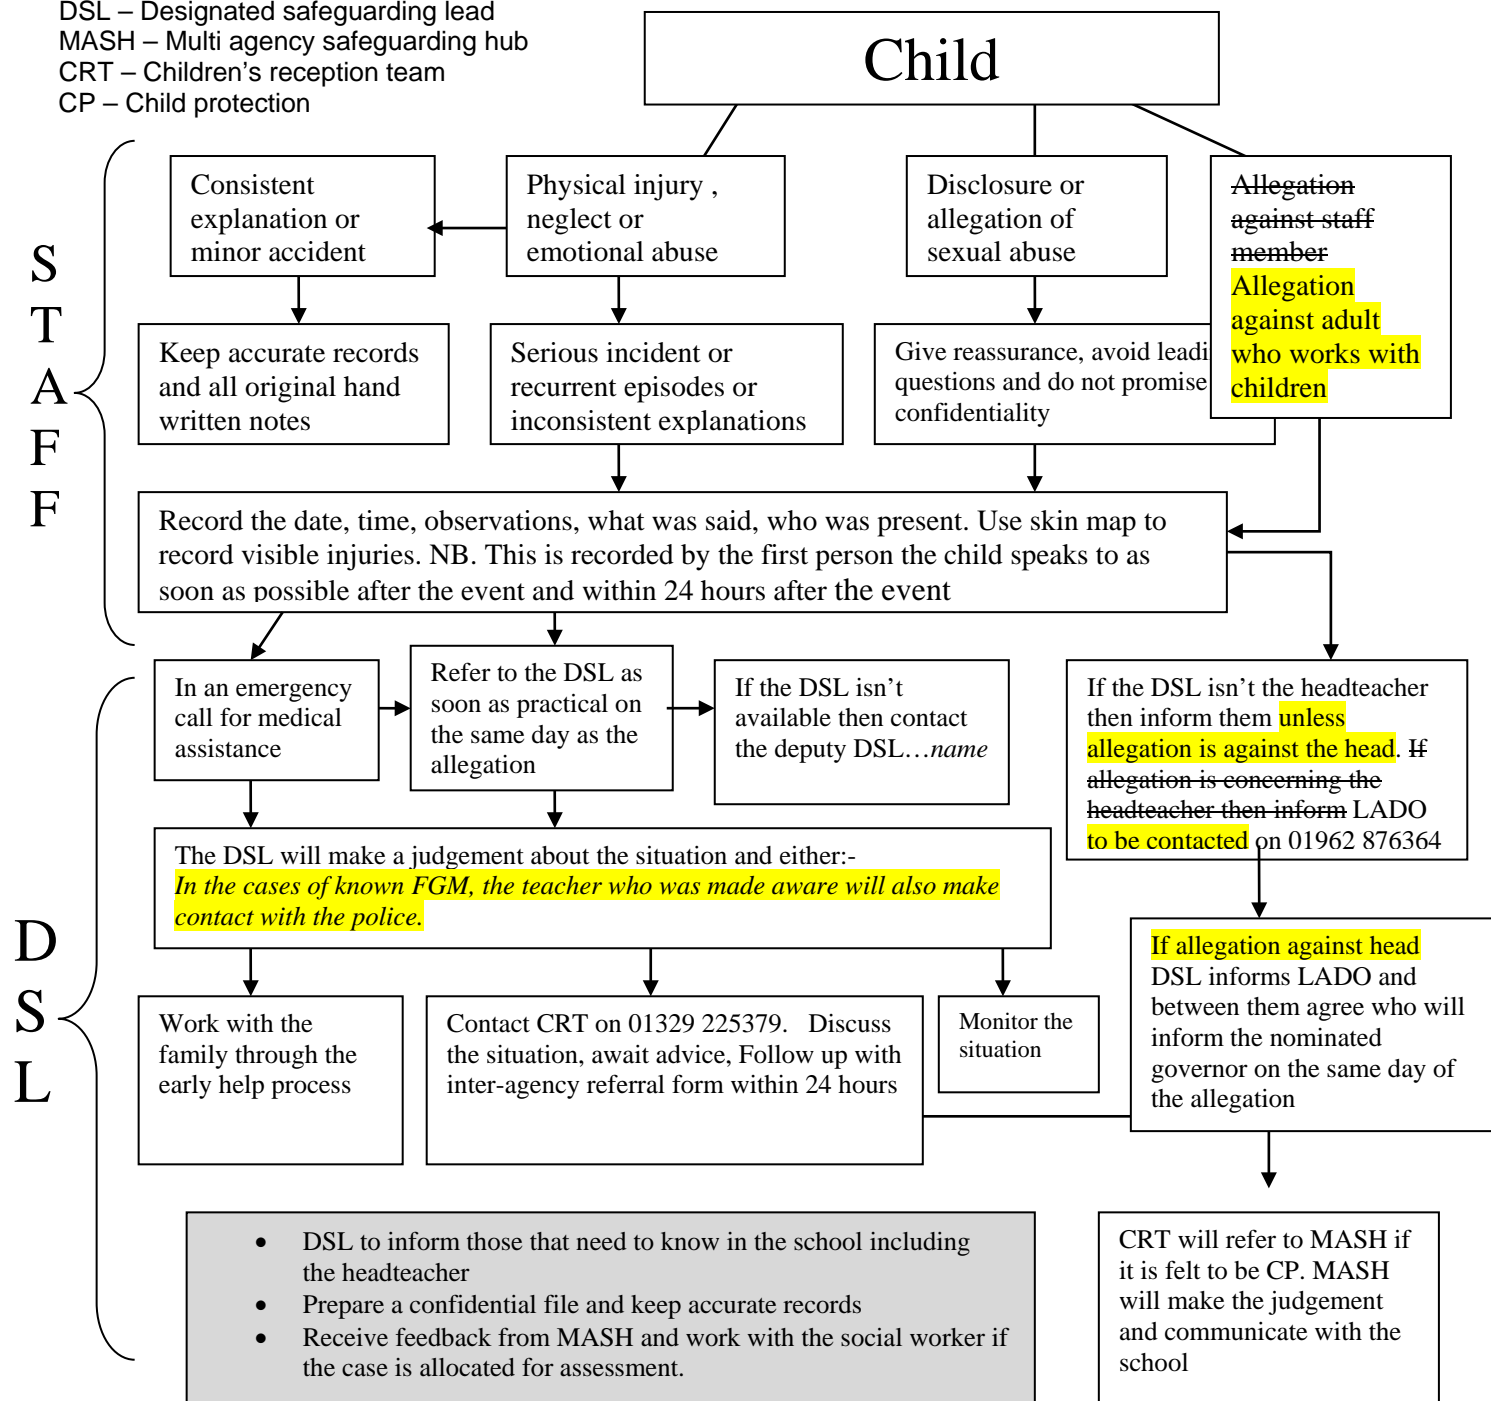 DSL – Designated safeguarding lead
MASH – Multi agency safeguarding hub
CRT – Children's reception team
CP – Child protection
Child
Consistent
explanation or
minor accident
Physical injury ,
neglect or
emotional abuse
Disclosure or
allegation of
sexual abuse
Allegation
against staff
member
Allegation
against adult
who works with
children
S
T
A
F
F
Keep accurate records
and all original hand
written notes
Serious incident or
recurrent episodes or
inconsistent explanations
Give reassurance, avoid leadi
questions and do not promise
confidentiality
Record the date, time, observations, what was said, who was present. Use skin map to
record visible injuries. NB. This is recorded by the first person the child speaks to as
soon as possible after the event and within 24 hours after the event
In an emergency
call for medical
assistance
Refer to the DSL as
soon as practical on
the same day as the
allegation
If the DSL isn't
available then contact
the deputy DSL…name
If the DSL isn't the headteacher
then inform them unless
allegation is against the head. If
allegation is concerning the
headteacher then inform LADO
to be contacted on 01962 876364
The DSL will make a judgement about the situation and either:-
In the cases of known FGM, the teacher who was made aware will also make
contact with the police.
D
S
L
Work with the
family through the
early help process
Contact CRT on 01329 225379. Discuss
the situation, await advice, Follow up with
inter-agency referral form within 24 hours
Monitor the
situation
If allegation against head
DSL informs LADO and
between them agree who will
inform the nominated
governor on the same day of
the allegation
• DSL to inform those that need to know in the school including
the headteacher
• Prepare a confidential file and keep accurate records
• Receive feedback from MASH and work with the social worker if
the case is allocated for assessment.
CRT will refer to MASH if
it is felt to be CP. MASH
will make the judgement
and communicate with the
school